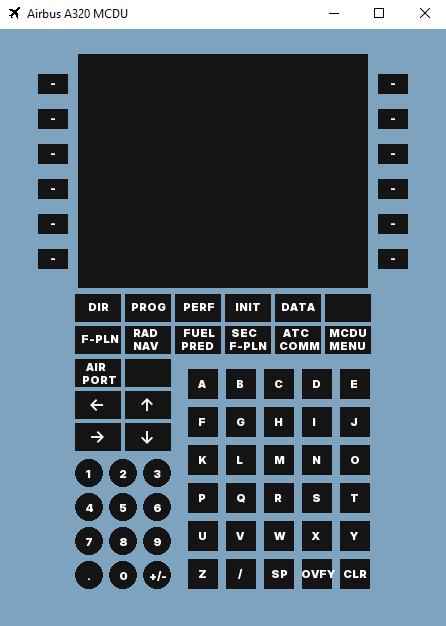 Airbus A320 MCDU
- -
- -
- -
- -
- -
- -
DIR PROG PERF INIT DATA
F-PLN RAD NAV FUEL PRED SEC F-PLN ATC COMM MCDU MENU
AIR PORT
← ↑
→ ↓
A B C D E
F G H I J
K L M N O
P Q R S T
U V W X Y
Z / SP OVFY CLR
1 2 3
4 5 6
7 8 9
. 0 +/-